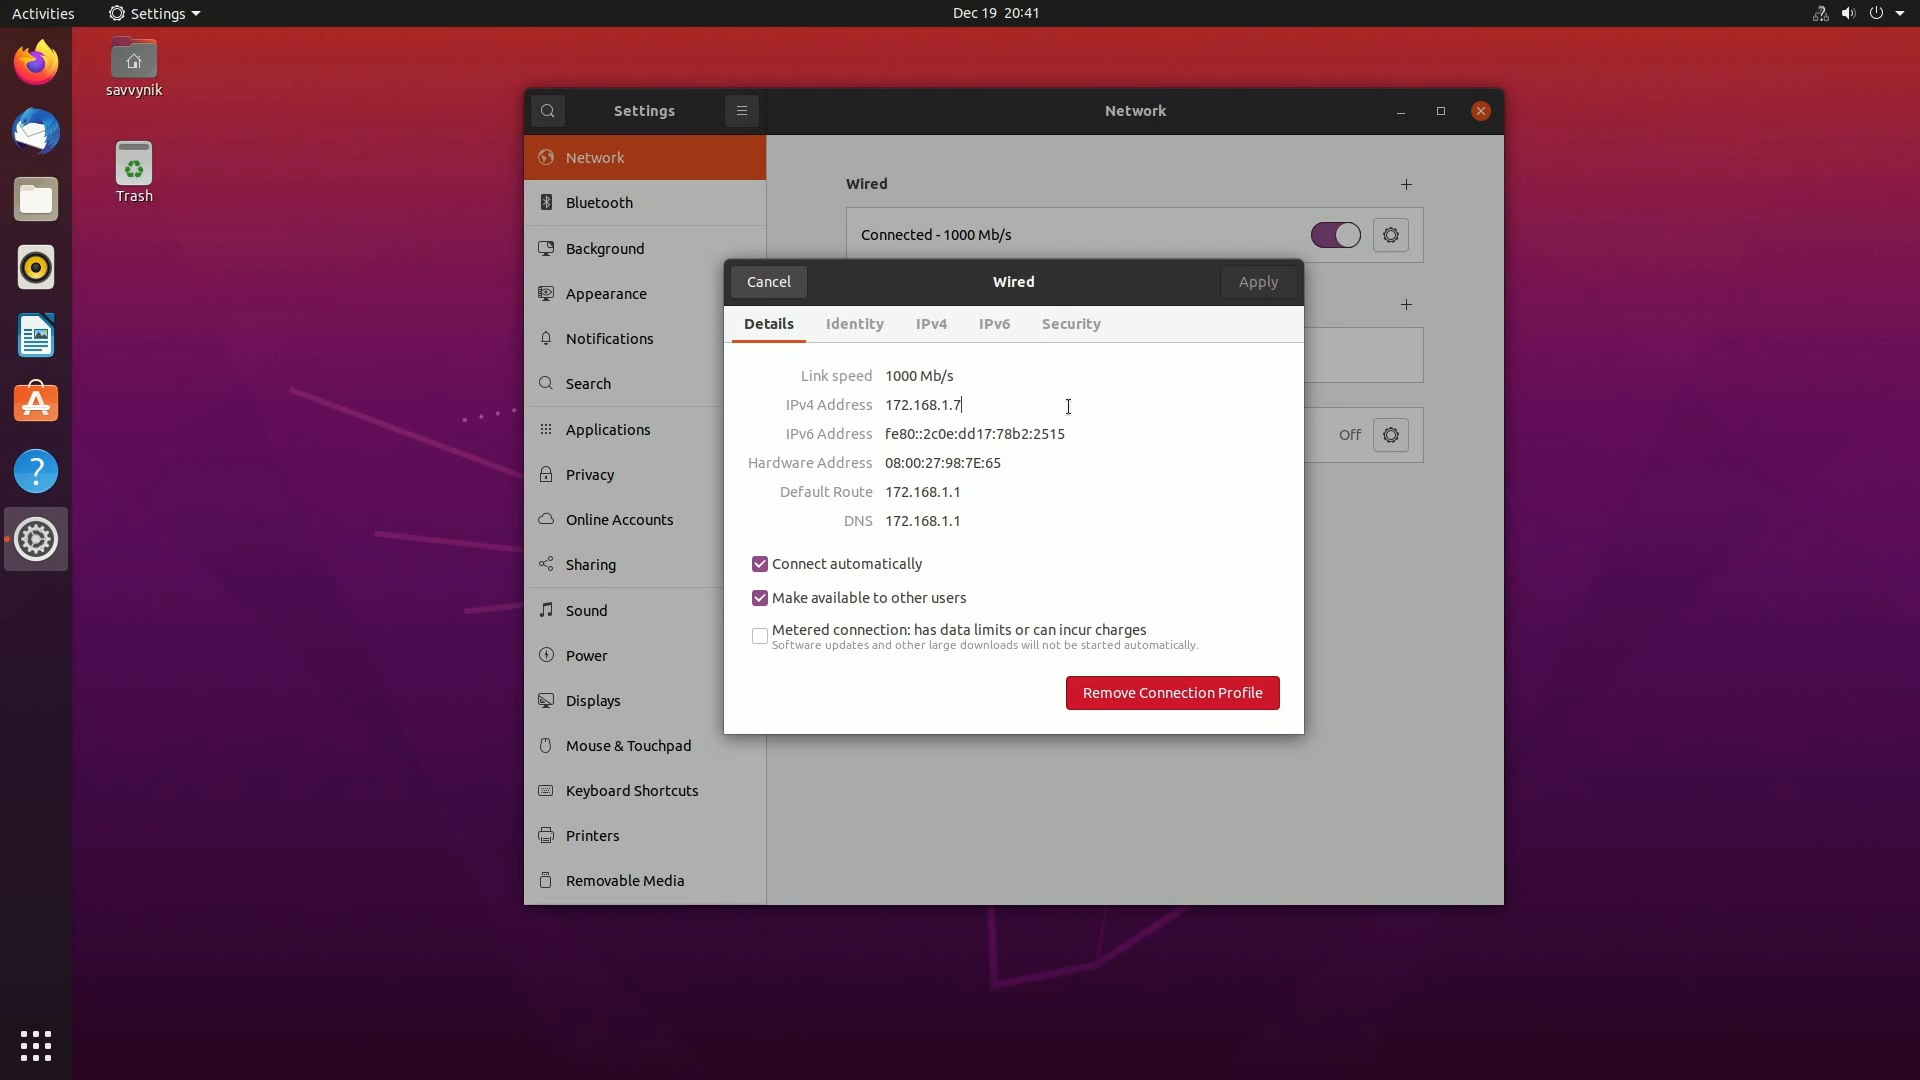 Activities
Settings
Dec 19 20:41
savvynik
Trash
Settings
Network
Network
Bluetooth
Background
Appearance
Notifications
Search
Applications
Privacy
Online Accounts
Sharing
Sound
Power
Displays
Mouse & Touchpad
Keyboard Shortcuts
Printers
Removable Media
Wired
Connected - 1000 Mb/s
Off
Cancel
Wired
Apply
Details Identity IPv4 IPv6 Security
Link speed 1000 Mb/s
IPv4 Address 172.168.1.7
IPv6 Address fe80::2c0e:dd17:78b2:2515
Hardware Address 08:00:27:98:7E:65
Default Route 172.168.1.1
DNS 172.168.1.1
Connect automatically
Make available to other users
Metered connection: has data limits or can incur charges
Software updates and other large downloads will not be started automatically.
Remove Connection Profile